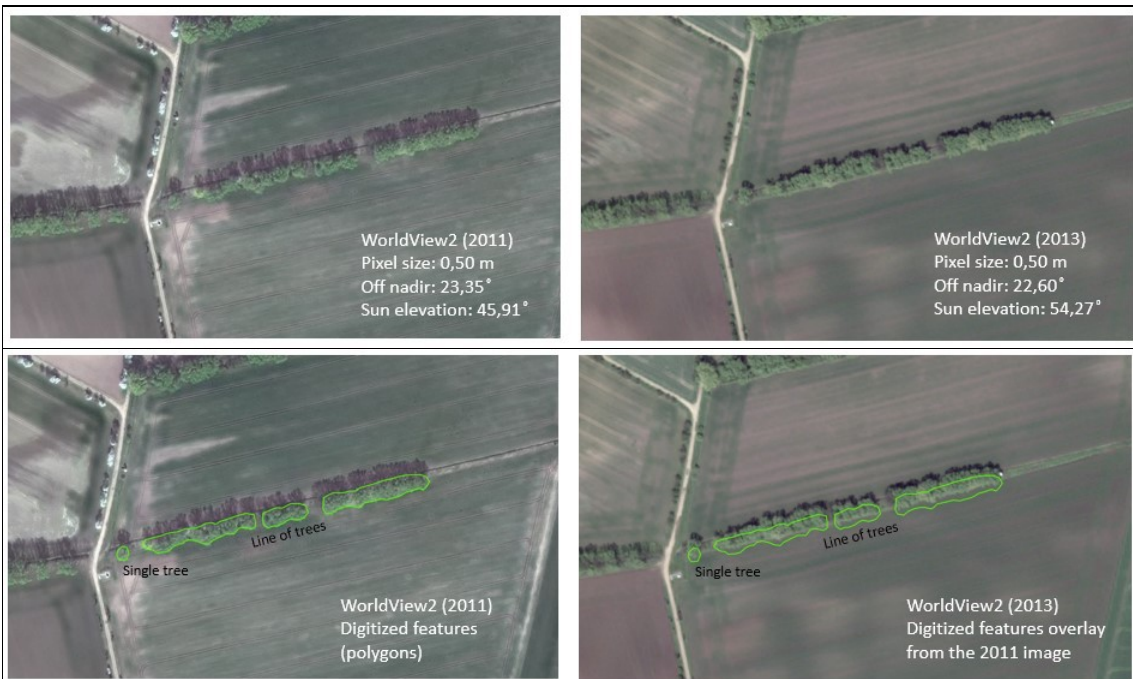 WorldView2 (2011)
Pixel size: 0,50 m
Off nadir: 23,35˚
Sun elevation: 45,91˚
WorldView2 (2013)
Pixel size: 0,50 m
Off nadir: 22,60˚
Sun elevation: 54,27˚
Line of trees
Single tree
WorldView2 (2011)
Digitized features
(polygons)
Line of trees
Single tree
WorldView2 (2013)
Digitized features overlay
from the 2011 image